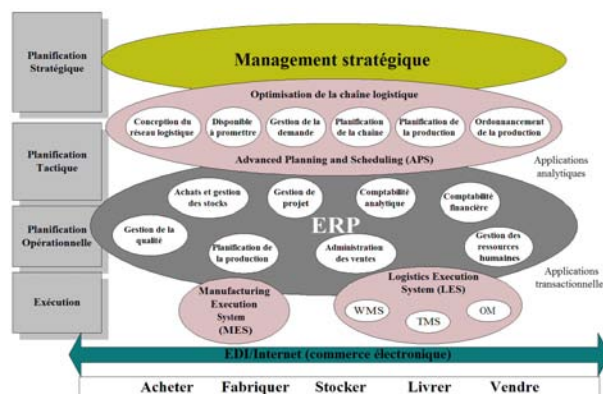 Planification
Stratégique
Management stratégique
Optimisation de la chaîne logistique
Conception du
réseau logistique
Disponible
à promettre
Gestion de la
demande
Planification
de la chaîne
Planification de
la production
Ordonnancement
de la production
Advanced Planning and Scheduling (APS)
Applications
analytiques
Planification
Tactique
Achats et gestion
des stocks
Gestion
de projet
Comptabilité
analytique
Comptabilité
financière
ERP
Planification
Opérationnelle
Gestion de la
qualité
Planification de
la production
Administration
des ventes
Gestion des
ressources
humaines
Applications
transactionnelles
Exécution
Manufacturing
Execution
System
(MES)
Logistics Execution
System (LES)
WMS
TMS
OM
EDI/Internet (commerce électronique)
Acheter Fabriquer Stocker Livrer Vendre